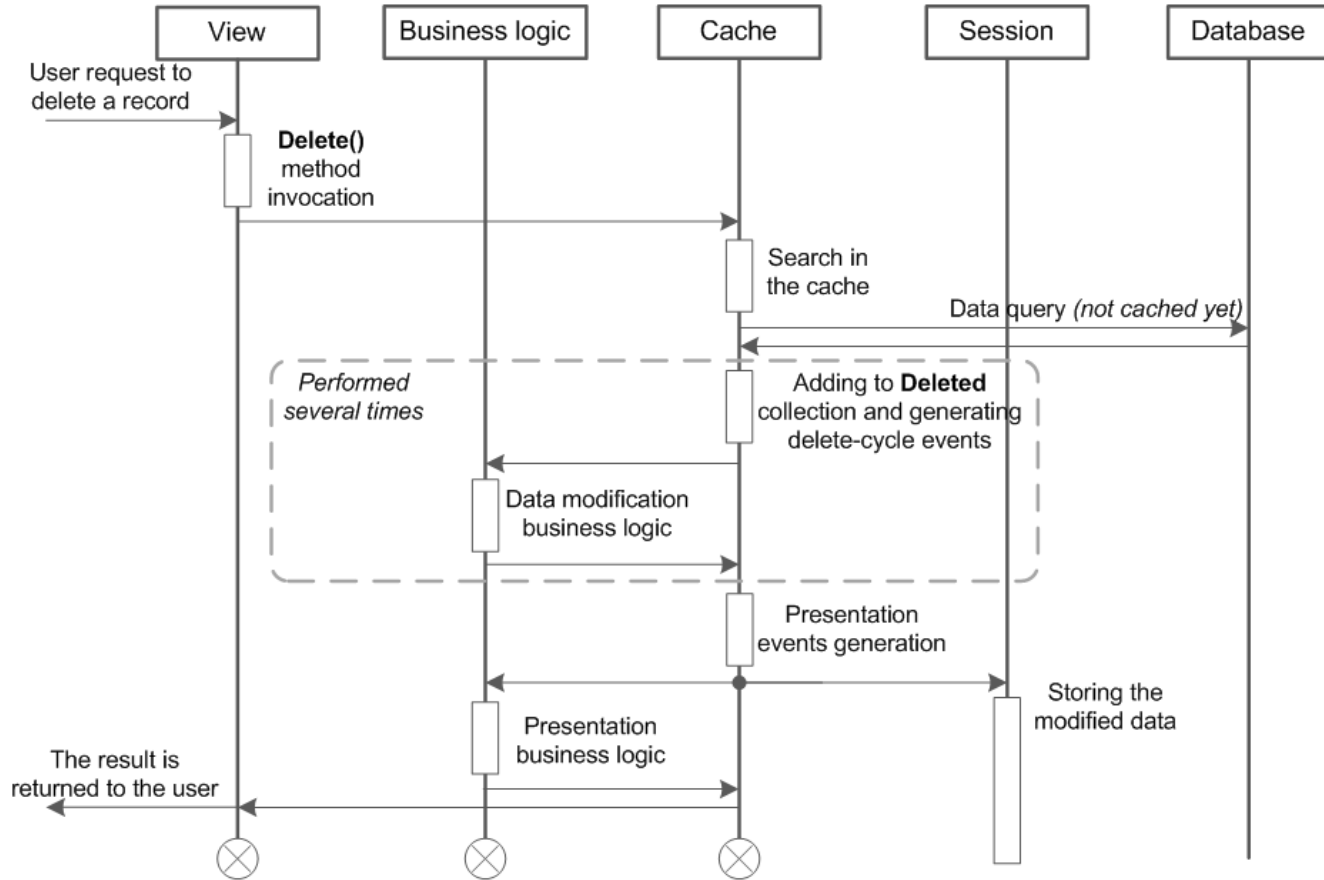 View
Business logic
Cache
Session
Database
User request to
delete a record
Delete()
method
invocation
Search in
the cache
Data query (not cached yet)
Performed
several times
Adding to Deleted
collection and generating
delete-cycle events
Data modification
business logic
Presentation
events generation
Storing the
modified data
Presentation
business logic
The result is
returned to the user